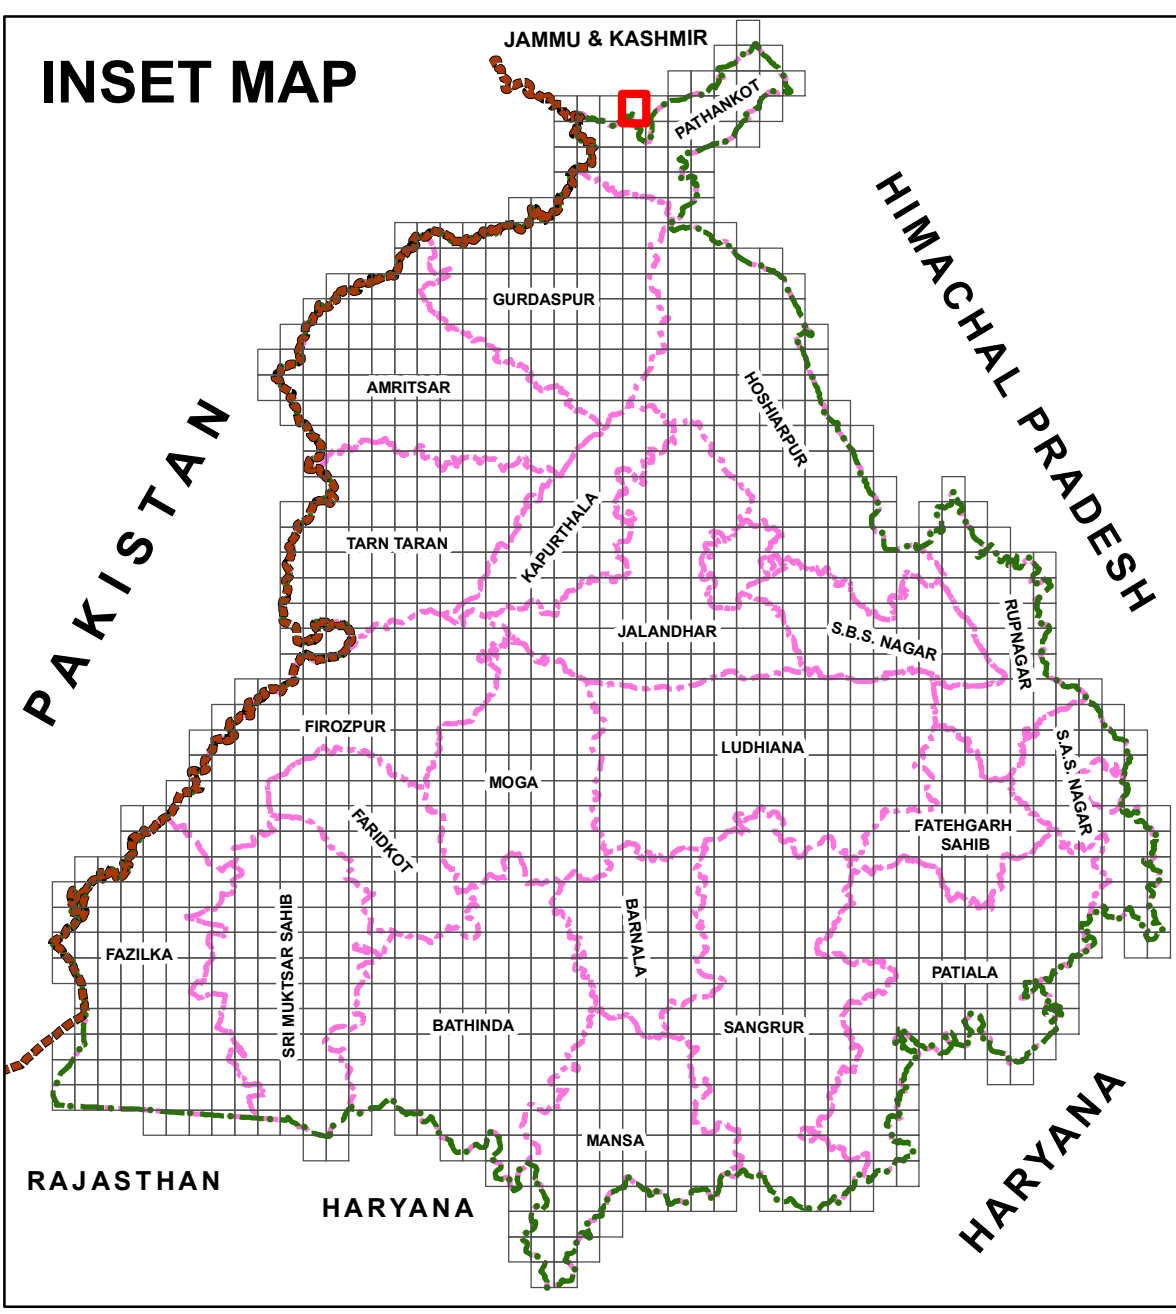 JAMMU & KASHMIR
INSET MAP
PATHANKOT
HIMACHAL PRADESH
GURDASPUR
AMRITSAR
HOSHIARPUR
PAKISTAN
KAPURTHALA
TARN TARAN
JALANDHAR
S.B.S. NAGAR
RUPNAGAR
FIROZPUR
LUDHIANA
S.A.S. NAGAR
MOGA
FARIDKOT
FATEHGARH
SAHIB
SRI MUKTSAR SAHIB
BARNALA
FAZILKA
PATIALA
BATHINDA
SANGRUR
MANSA
HARYANA
RAJASTHAN
HARYANA